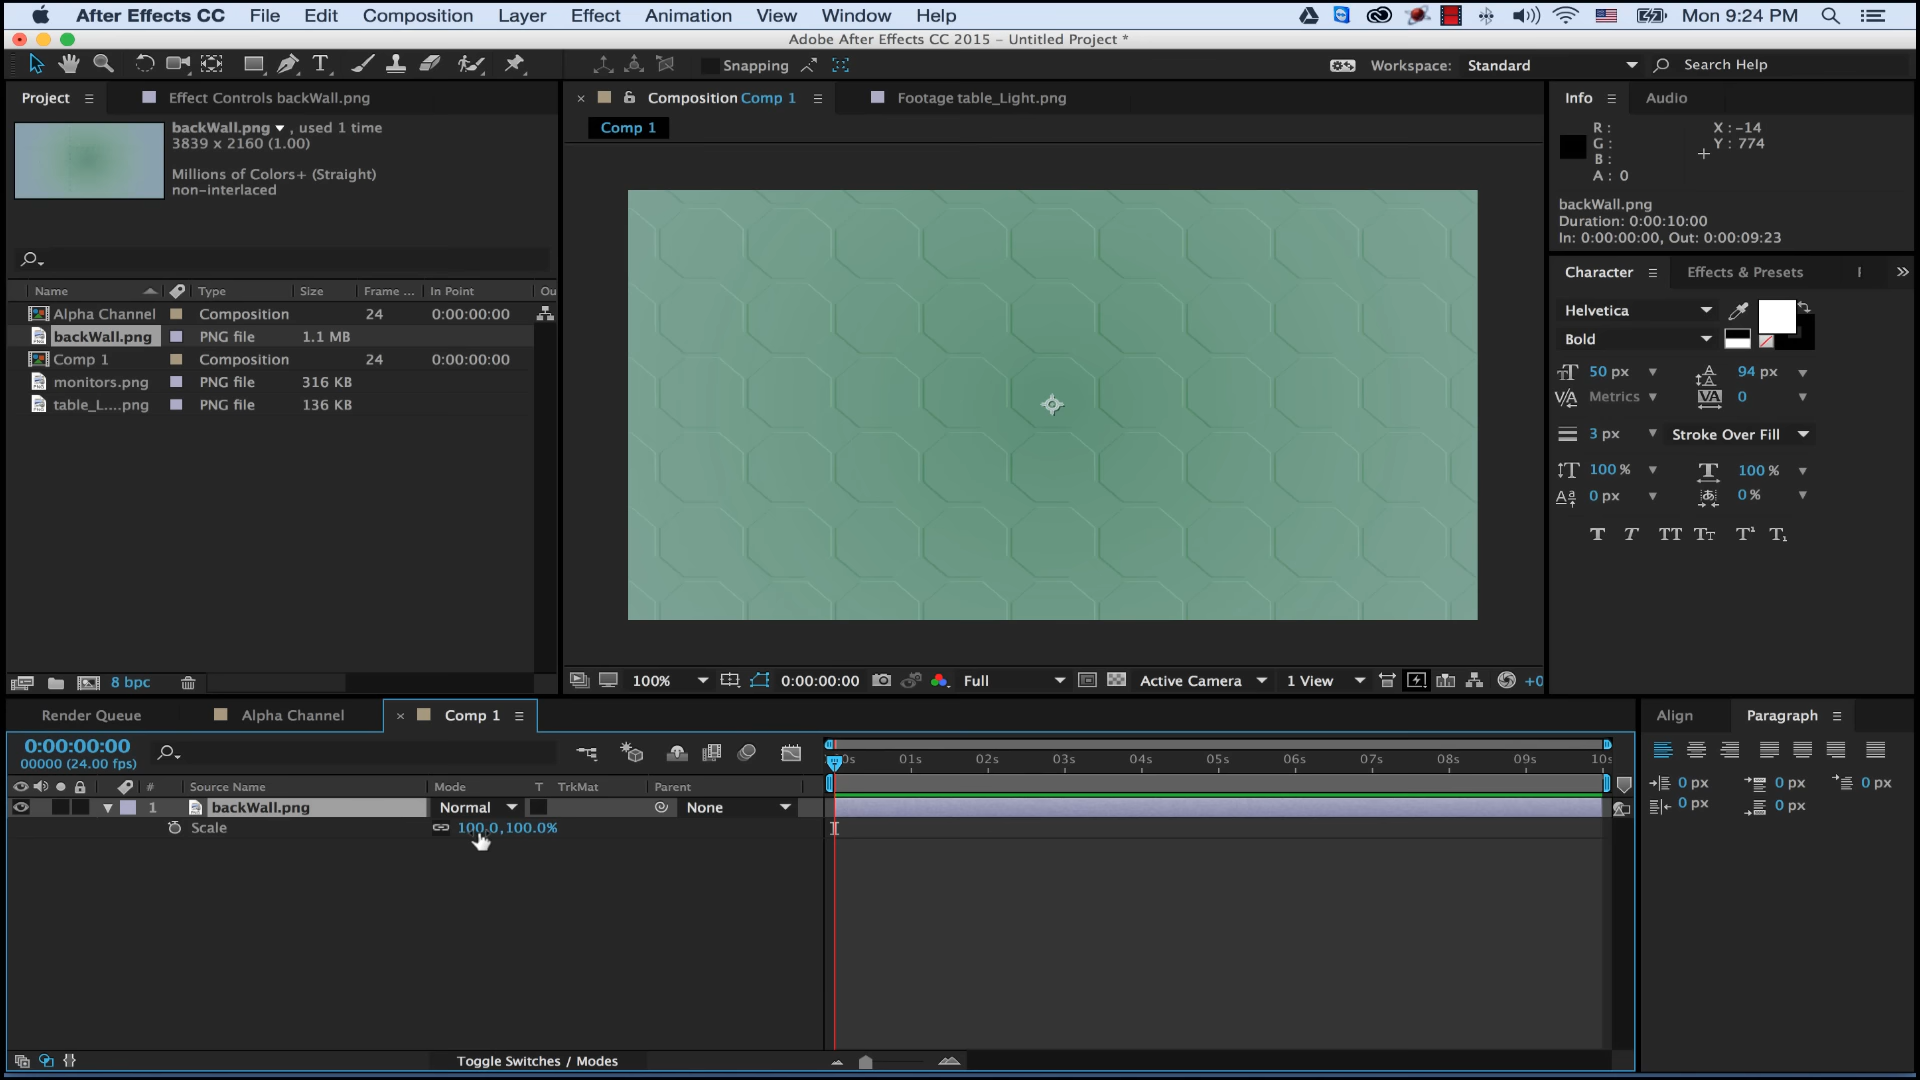 After Effects CC File Edit Composition Layer Effect Animation View Window Help Mon 9:24 PM
Adobe After Effects CC 2015 – Untitled Project *
Snapping Workspace: Standard Search Help
Project Effect Controls backWall.png Composition Comp 1 Footage table_Light.png Info Audio
backWall.png , used 1 time
3839 x 2160 (1.00)
Millions of Colors+ (Straight)
non-interlaced
Comp 1
R :
G :
B :
A : 0
X : -14
Y : 774
backWall.png
Duration: 0:00:10:00
In: 0:00:00:00, Out: 0:00:09:23
Name Type Size Frame ... In Point Ou
Alpha Channel Composition 24 0:00:00:00
backWall.png PNG file 1.1 MB
Comp 1 Composition 24 0:00:00:00
monitors.png PNG file 316 KB
table_L....png PNG file 136 KB
8 bpc
Character Effects & Presets
Helvetica
Bold
50 px 94 px
Metrics 0
3 px Stroke Over Fill
100 % 100 %
0 px 0 %
T T TT Tт T¹ T₁
100% 0:00:00:00 Full Active Camera 1 View +0
Render Queue Alpha Channel Comp 1
0:00:00:00
00000 (24.00 fps)
0s 01s 02s 03s 04s 05s 06s 07s 08s 09s 10s
# Source Name Mode T TrkMat Parent
1 backWall.png Normal None
Scale 100.0,100.0%
Toggle Switches / Modes
Align Paragraph
0 px 0 px 0 px
0 px 0 px